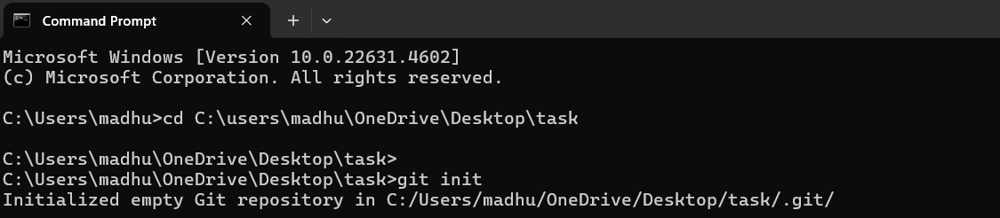 Command Prompt
Microsoft Windows [Version 10.0.22631.4602]
(c) Microsoft Corporation. All rights reserved.
C:\Users\madhu>cd C:\users\madhu\OneDrive\Desktop\task
C:\Users\madhu\OneDrive\Desktop\task>
C:\Users\madhu\OneDrive\Desktop\task>git init
Initialized empty Git repository in C:/Users/madhu/OneDrive/Desktop/task/.git/